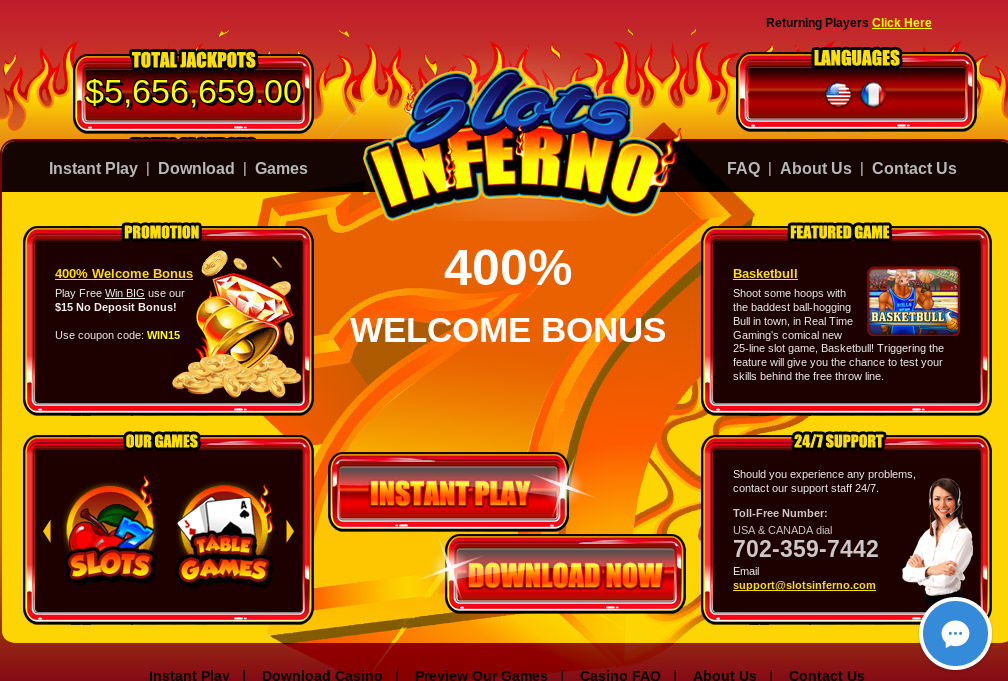 Returning Players Click Here
TOTAL JACKPOTS
$5,656,659.00
LANGUAGES
Slots
INFERNO
Instant Play | Download | Games
FAQ | About Us | Contact Us
PROMOTION
400% Welcome Bonus
Play Free Win BIG use our
$15 No Deposit Bonus!
Use coupon code: WIN15
400%
WELCOME BONUS
FEATURED GAME
Basketbull
Shoot some hoops with
the baddest ball-hogging
Bull in town, in Real Time
Gaming's comical new
25-line slot game, Basketbull! Triggering the
feature will give you the chance to test your
skills behind the free throw line.
BULLS
BASKETBULL
OUR GAMES
SLOTS
J
A
TABLE
GAMES
INSTANT PLAY
DOWNLOAD NOW
24/7 SUPPORT
Should you experience any problems,
contact our support staff 24/7.
Toll-Free Number:
USA & CANADA dial
702-359-7442
Email
support@slotsinferno.com
Instant Play | Download Casino | Preview Our Games | Casino FAQ | About Us | Contact Us